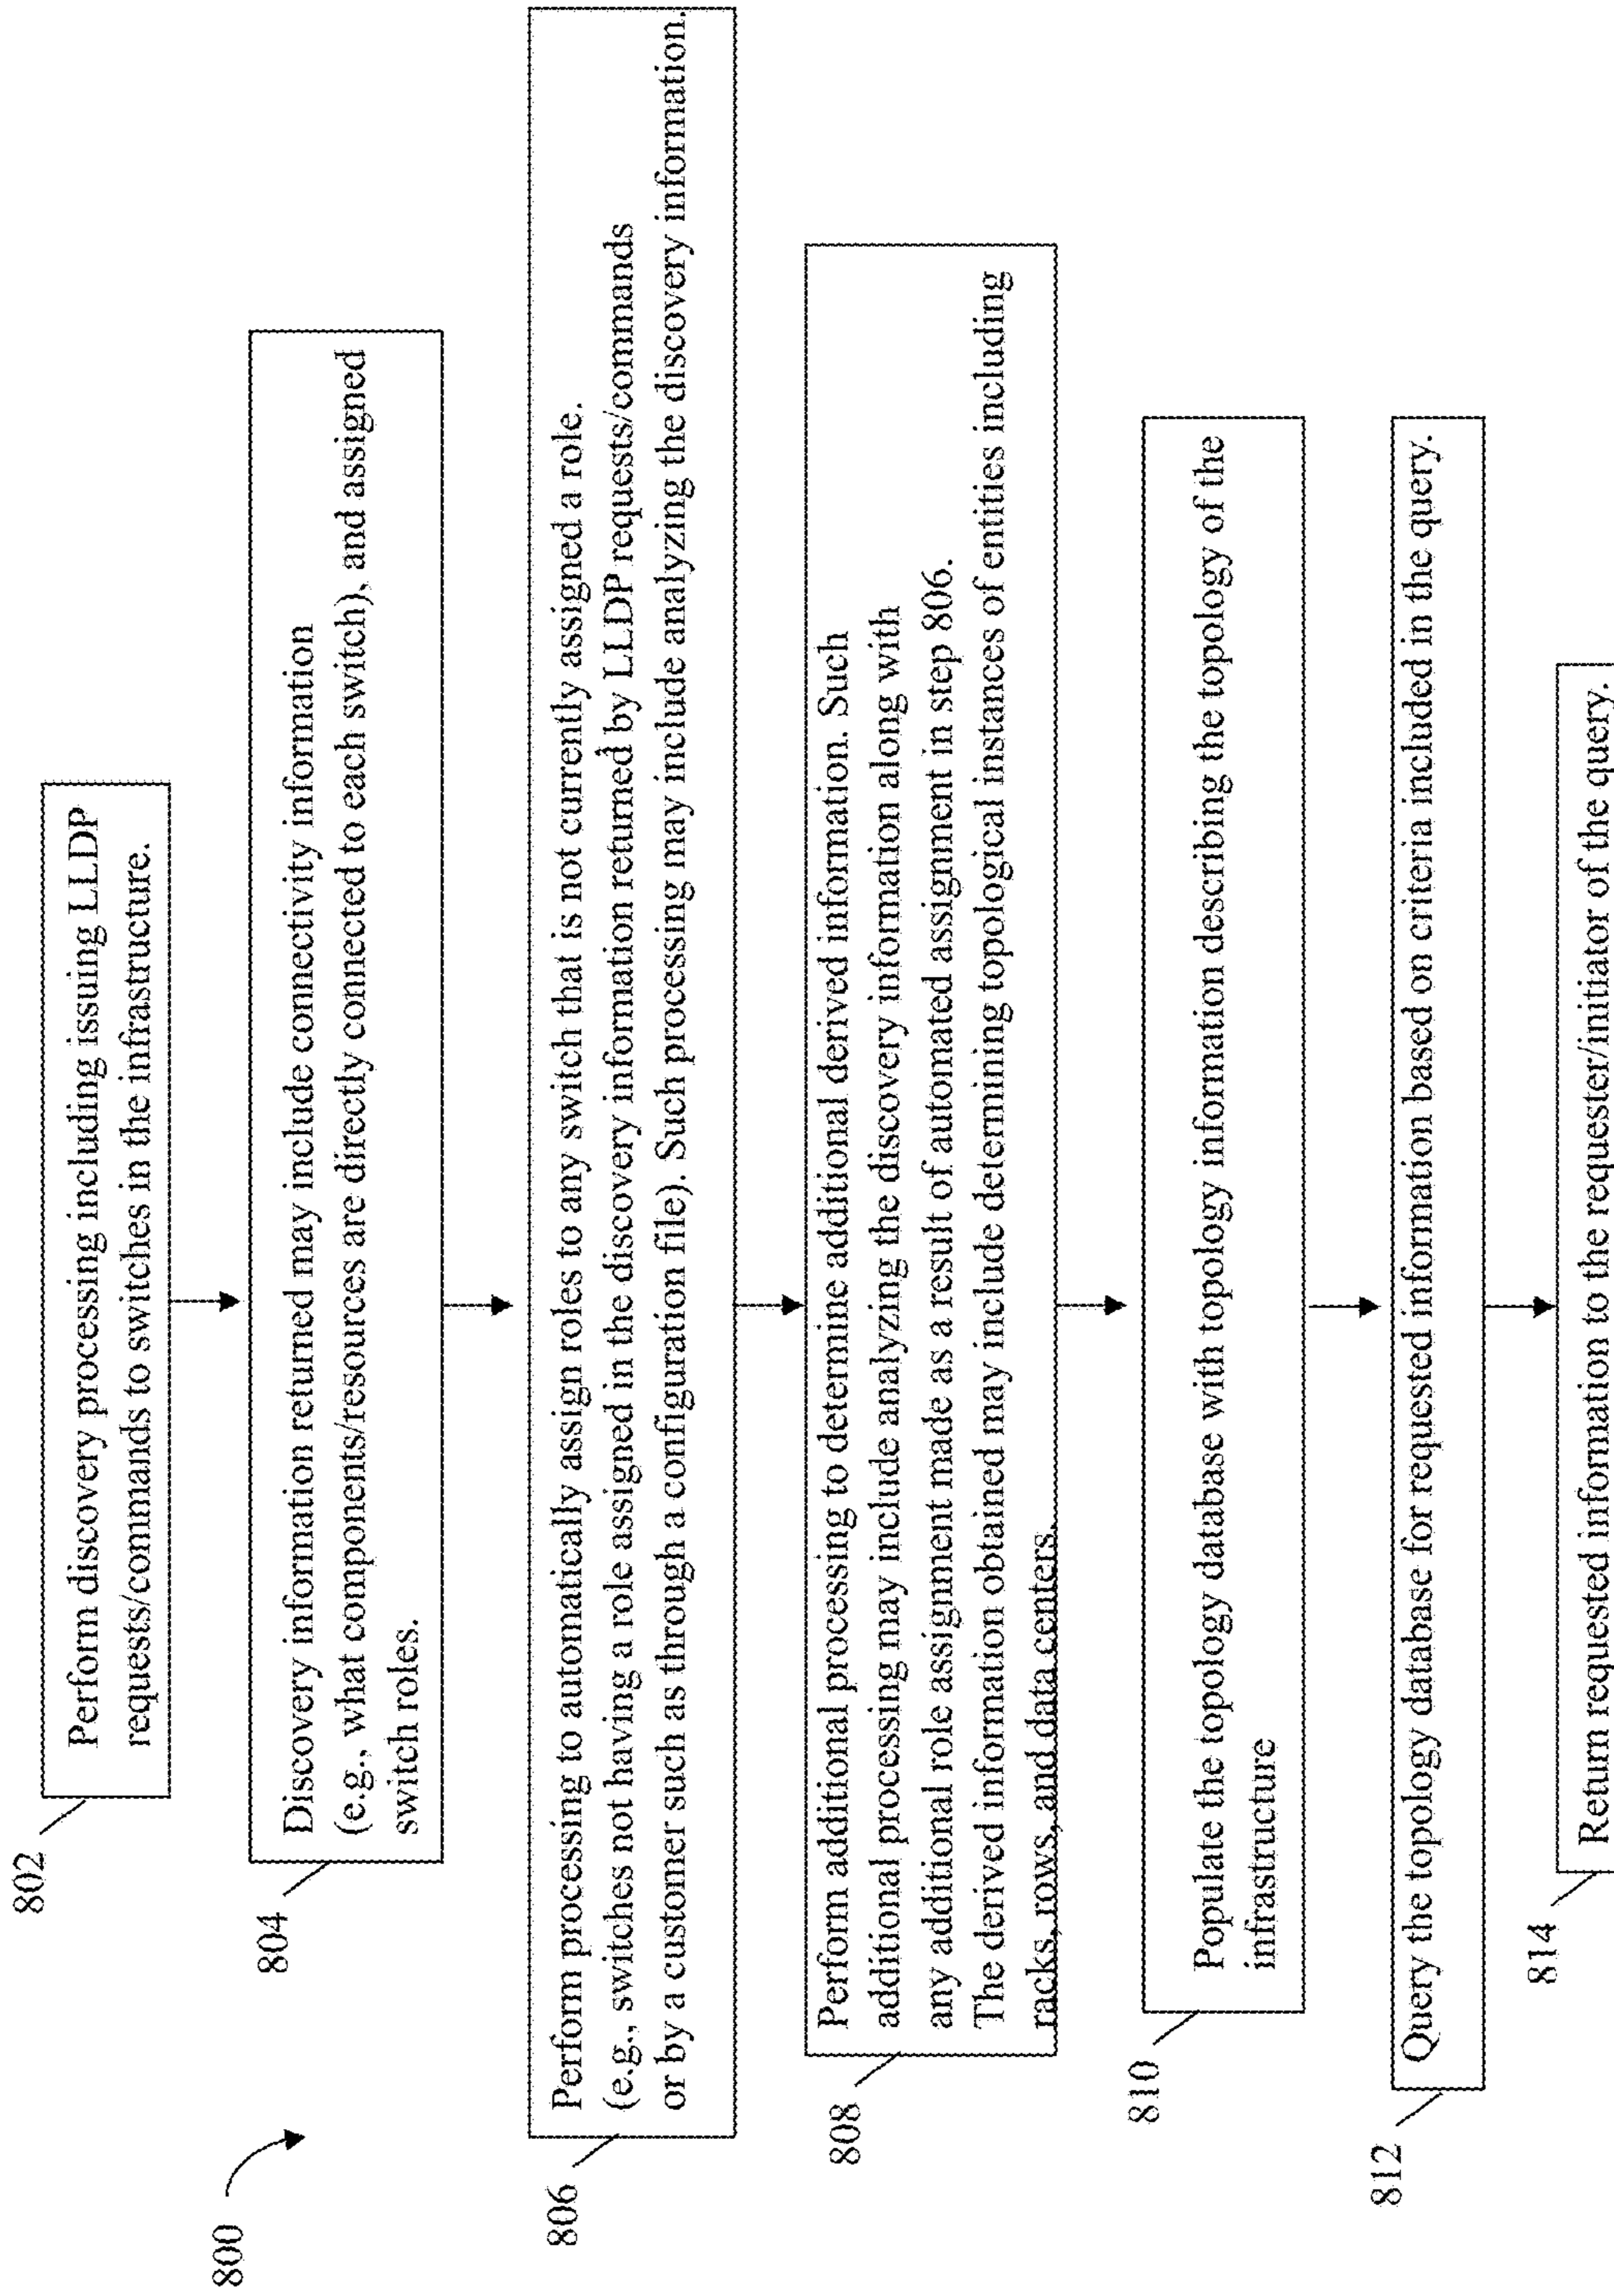 800
802
Perform discovery processing including issuing LLDP
requests/commands to switches in the infrastructure.
804
Discovery information returned may include connectivity information
(e.g., what components/resources are directly connected to each switch), and assigned
switch roles.
806
Perform processing to automatically assign roles to any switch that is not currently assigned a role.
(e.g., switches not having a role assigned in the discovery information returned by LLDP requests/commands
or by a customer such as through a configuration file). Such processing may include analyzing the discovery information.
808
Perform additional processing to determine additional derived information. Such
additional processing may include analyzing the discovery information along with
any additional role assignment made as a result of automated assignment in step 806.
The derived information obtained may include determining topological instances of entities including
racks, rows, and data centers.
810
Populate the topology database with topology information describing the topology of the
infrastructure
812
Query the topology database for requested information based on criteria included in the query.
814
Return requested information to the requester/initiator of the query.